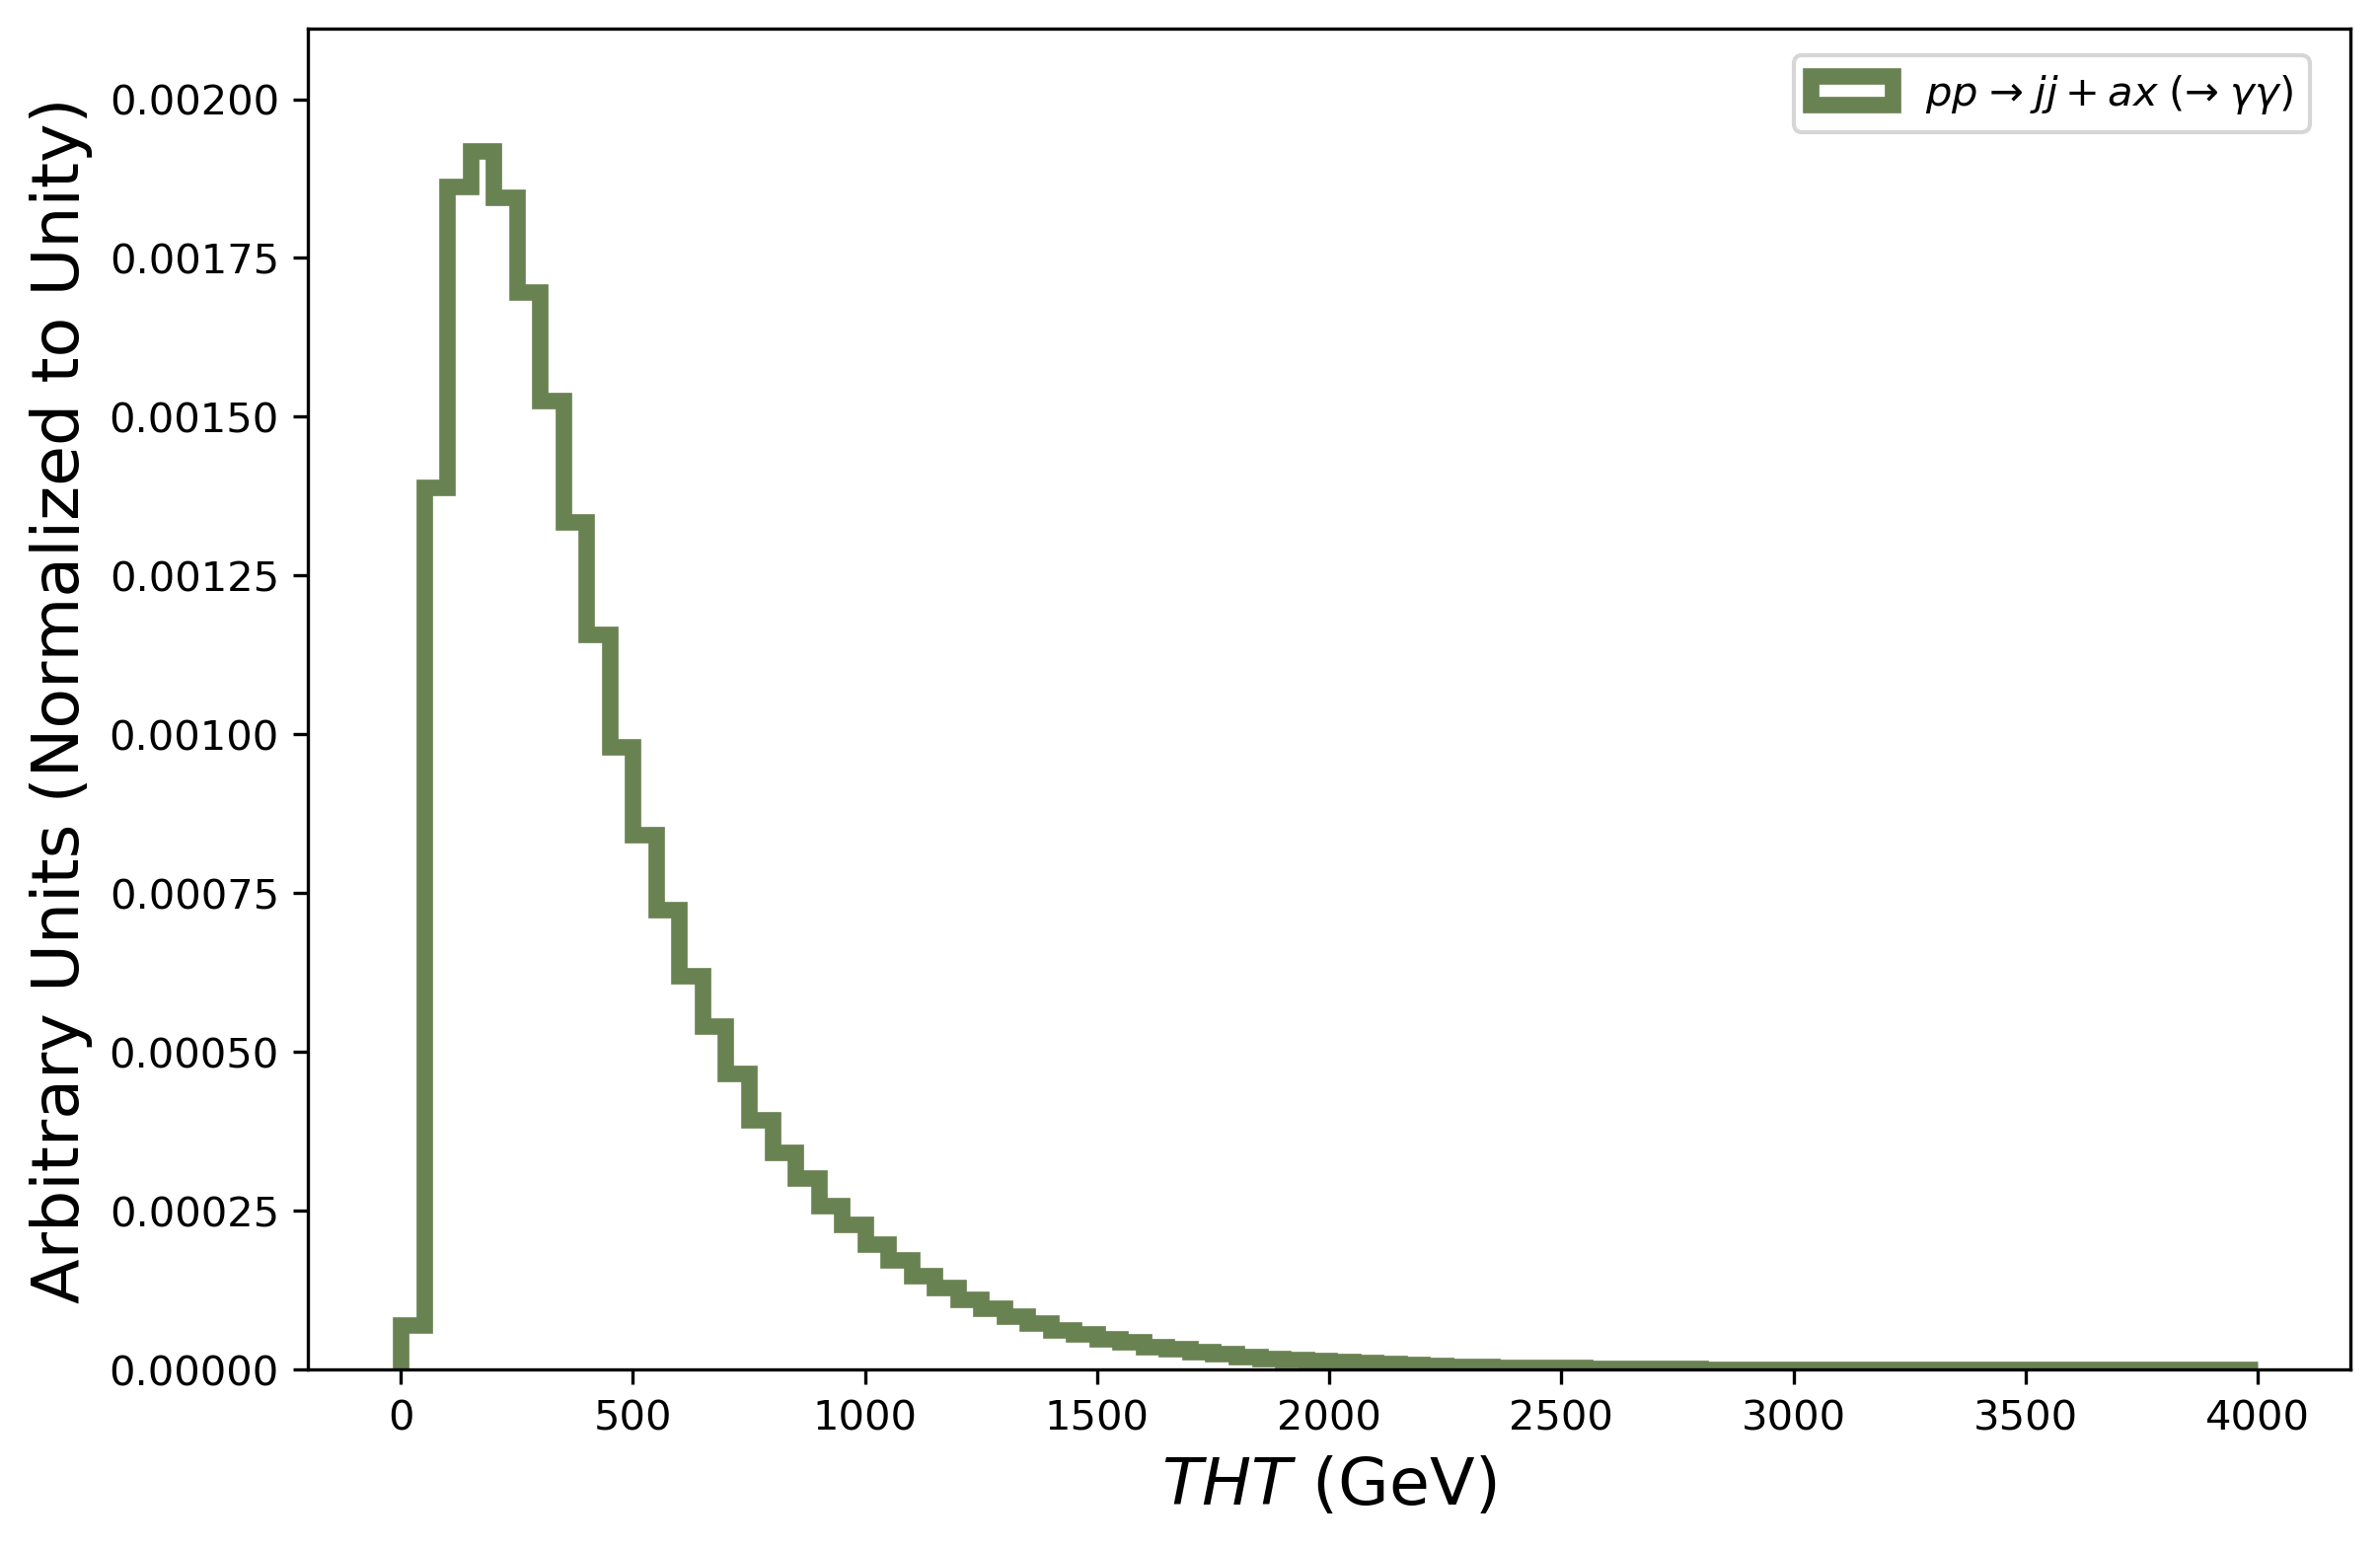 pp → jj + ax (→ γγ)
Arbitrary Units (Normalized to Unity)
0.00200
0.00175
0.00150
0.00125
0.00100
0.00075
0.00050
0.00025
0.00000
0 500 1000 1500 2000 2500 3000 3500 4000
THT (GeV)